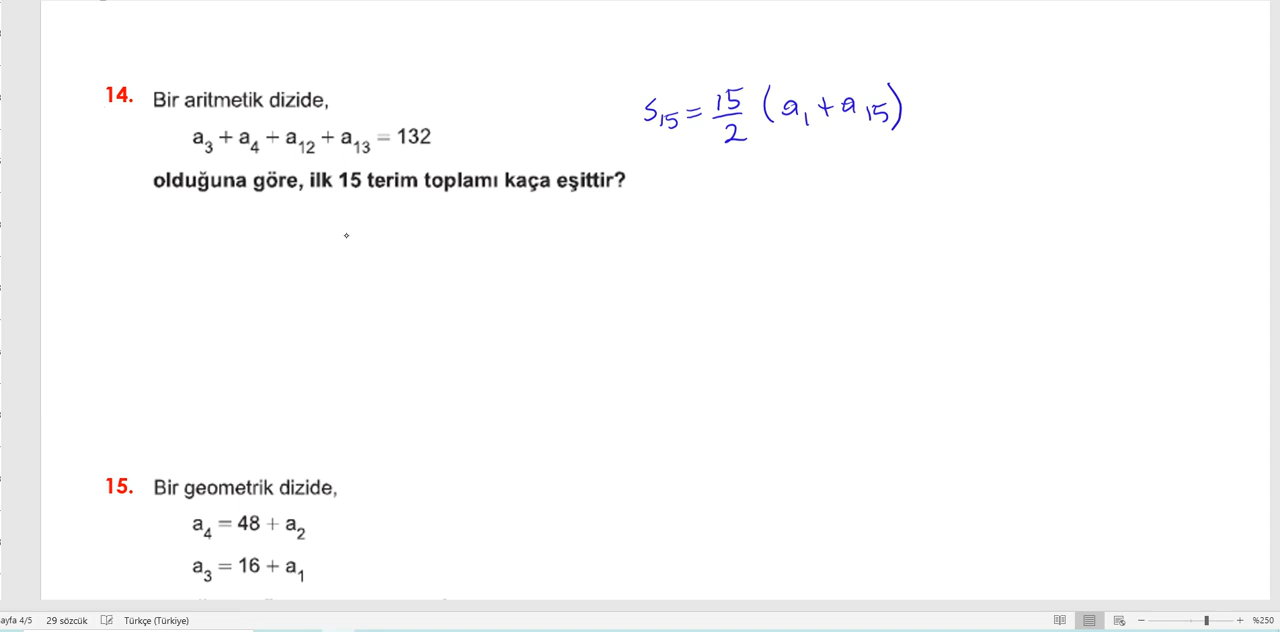 14. Bir aritmetik dizide,
a3 + a4 + a12 + a13 = 132
olduğuna göre, ilk 15 terim toplamı kaça eşittir?
S15 = 15/2 (a1 + a15)
15. Bir geometrik dizide,
a4 = 48 + a2
a3 = 16 + a1
ayfa 4/5 29 sözcük Türkçe (Türkiye) − + %250